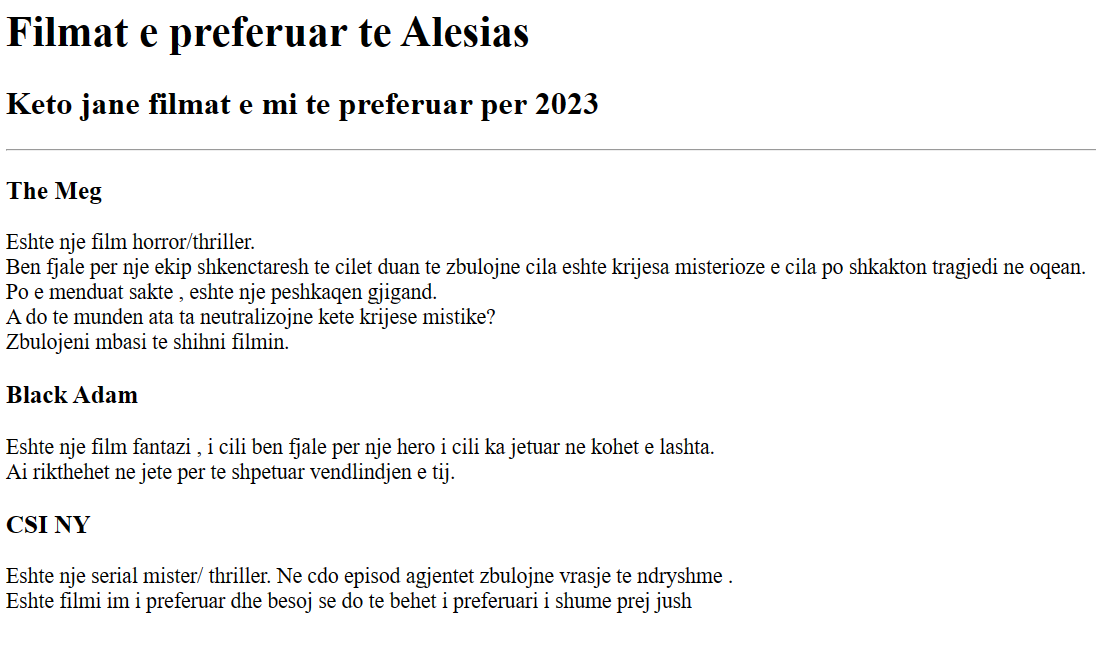 Filmat e preferuar te Alesias
Keto jane filmat e mi te preferuar per 2023
The Meg
Eshte nje film horror/thriller.
Ben fjale per nje ekip shkenctaresh te cilet duan te zbulojne cila eshte krijesa misterioze e cila po shkakton tragjedi ne oqean.
Po e menduat sakte , eshte nje peshkaqen gjigand.
A do te munden ata ta neutralizojne kete krijese mistike?
Zbulojeni mbasi te shihni filmin.
Black Adam
Eshte nje film fantazi , i cili ben fjale per nje hero i cili ka jetuar ne kohet e lashta.
Ai rikthehet ne jete per te shpetuar vendlindjen e tij.
CSI NY
Eshte nje serial mister/ thriller. Ne cdo episod agjentet zbulojne vrasje te ndryshme .
Eshte filmi im i preferuar dhe besoj se do te behet i preferuari i shume prej jush